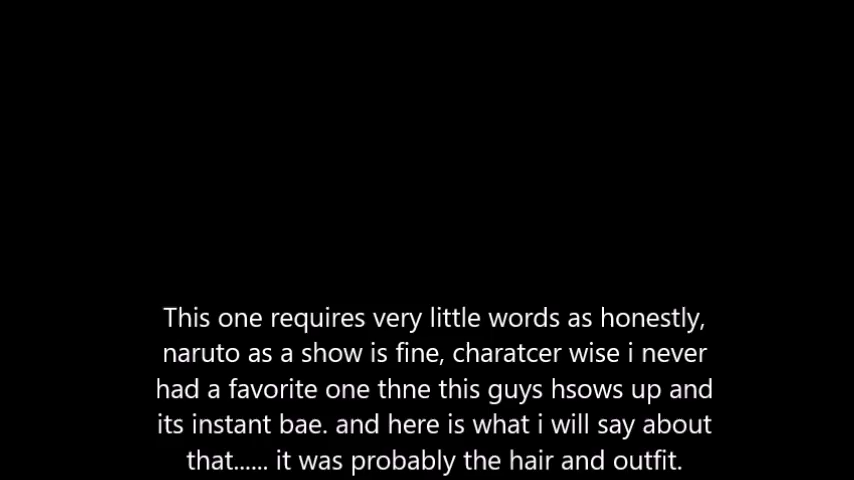 This one requires very little words as honestly,
naruto as a show is fine, charatcer wise i never
had a favorite one thne this guys hsows up and
its instant bae. and here is what i will say about
that...... it was probably the hair and outfit.